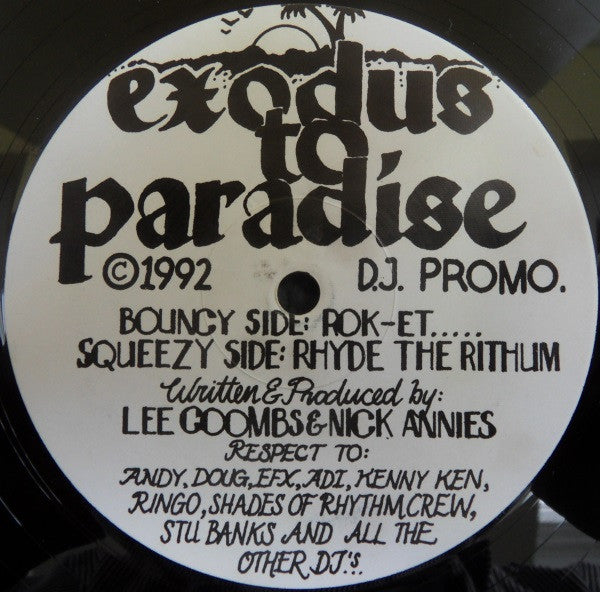 exodus
to
paradise
©1992 D.J. PROMO.
BOUNCY SIDE: ROK-ET.....
SQUEEZY SIDE: RHYDE THE RITHUM
Written & Produced by:
LEE COOMBS & NICK ANNIES
RESPECT TO:
ANDY, DOUG, EFX, ADI, KENNY KEN,
RINGO, SHADES OF RHYTHM CREW,
STU BANKS AND ALL THE
OTHER DJ.'s.